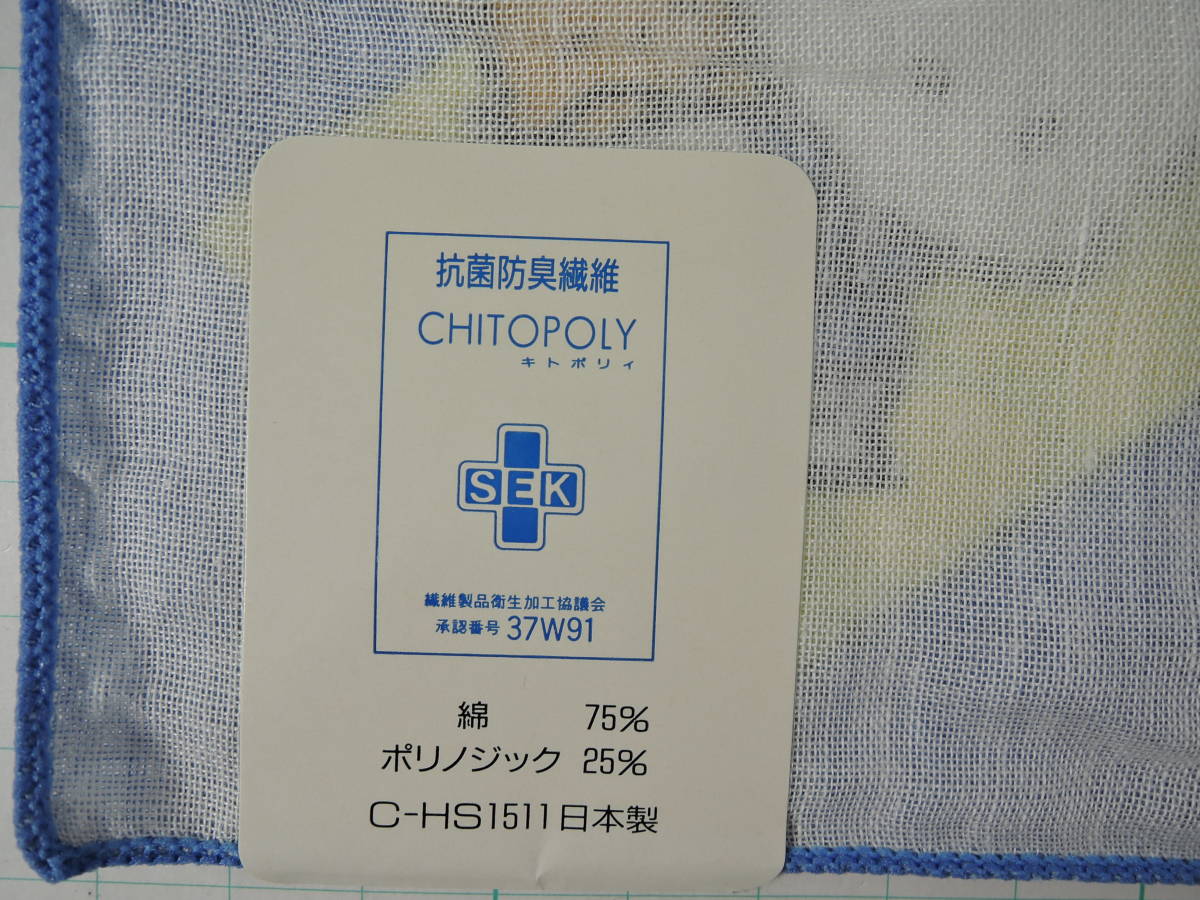 抗菌防臭繊維
CHITOPOLY
キトポリィ
SEK
繊維製品衛生加工協議会
承認番号 37W91
綿 75%
ポリノジック 25%
C-HS1511日本製